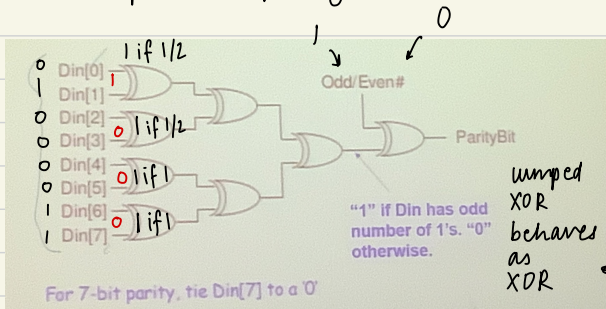 1 0
1 if 1/2
Odd/Even#
0 Din[0] 1
1 Din[1]
0 Din[2]
0 Din[3] 0 1 if 1/2
ParityBit
0 Din[4]
0 Din[5] 0 1 if 1
1 Din[6]
1 Din[7] 0 1 if 1
"1" if Din has odd
number of 1's. "0"
otherwise.
XOR
behaves
as
XOR
For 7-bit parity, tie Din[7] to a '0'